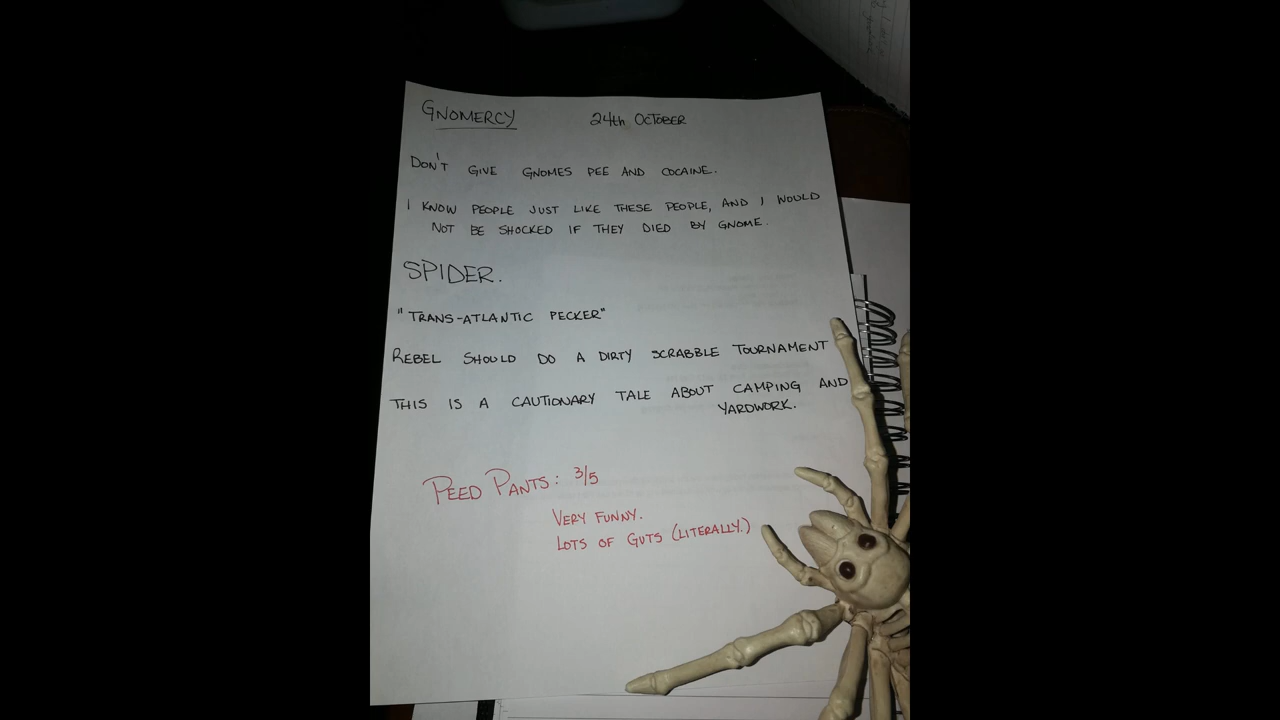 GNOMERCY 24th OCTOBER
DON'T GIVE GNOMES PEE AND COCAINE.
I KNOW PEOPLE JUST LIKE THESE PEOPLE, AND I WOULD
NOT BE SHOCKED IF THEY DIED BY GNOME.
SPIDER.
"TRANS-ATLANTIC PECKER"
REBEL SHOULD DO A DIRTY SCRABBLE TOURNAMENT
THIS IS A CAUTIONARY TALE ABOUT CAMPING AND
YARDWORK.
PEED PANTS: 3/5
VERY FUNNY.
LOTS OF GUTS (LITERALLY.)